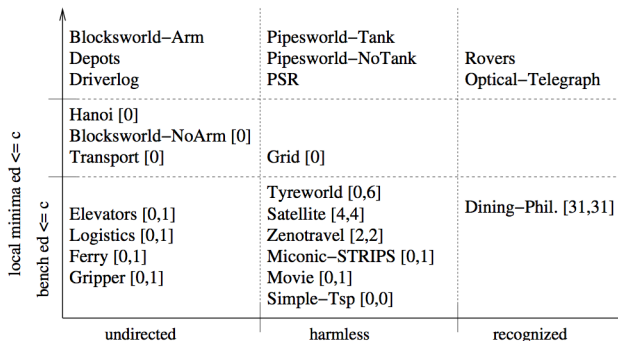 Blocksworld−Arm
Depots
Driverlog
Pipesworld−Tank
Pipesworld−NoTank
PSR
Rovers
Optical−Telegraph
Hanoi [0]
Blocksworld−NoArm [0]
Transport [0]
Grid [0]
Elevators [0,1]
Logistics [0,1]
Ferry [0,1]
Gripper [0,1]
Tyreworld [0,6]
Satellite [4,4]
Zenotravel [2,2]
Miconic−STRIPS [0,1]
Movie [0,1]
Simple−Tsp [0,0]
Dining−Phil. [31,31]
local minima ed <= c
bench ed <= c
undirected
harmless
recognized